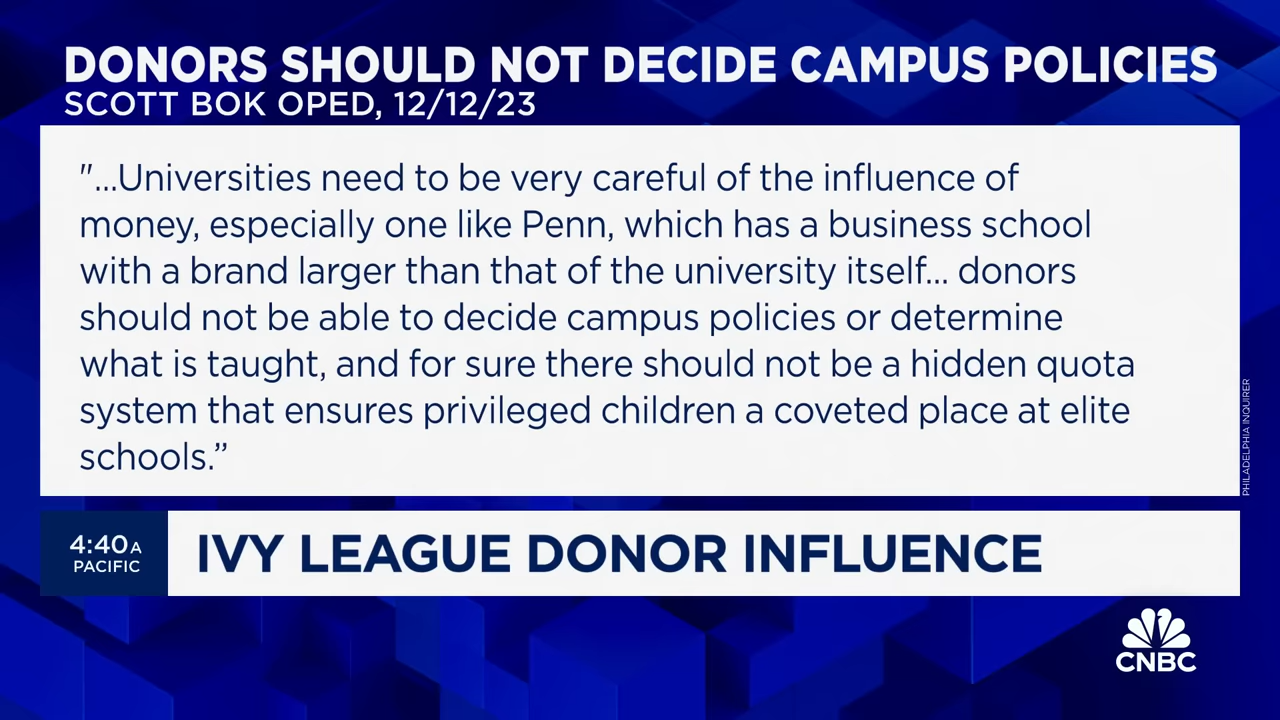 DONORS SHOULD NOT DECIDE CAMPUS POLICIES
SCOTT BOK OPED, 12/12/23
"...Universities need to be very careful of the influence of
money, especially one like Penn, which has a business school
with a brand larger than that of the university itself... donors
should not be able to decide campus policies or determine
what is taught, and for sure there should not be a hidden quota
system that ensures privileged children a coveted place at elite
schools.”
PHILADELPHIA INQUIRER
4:40A
PACIFIC
IVY LEAGUE DONOR INFLUENCE
CNBC